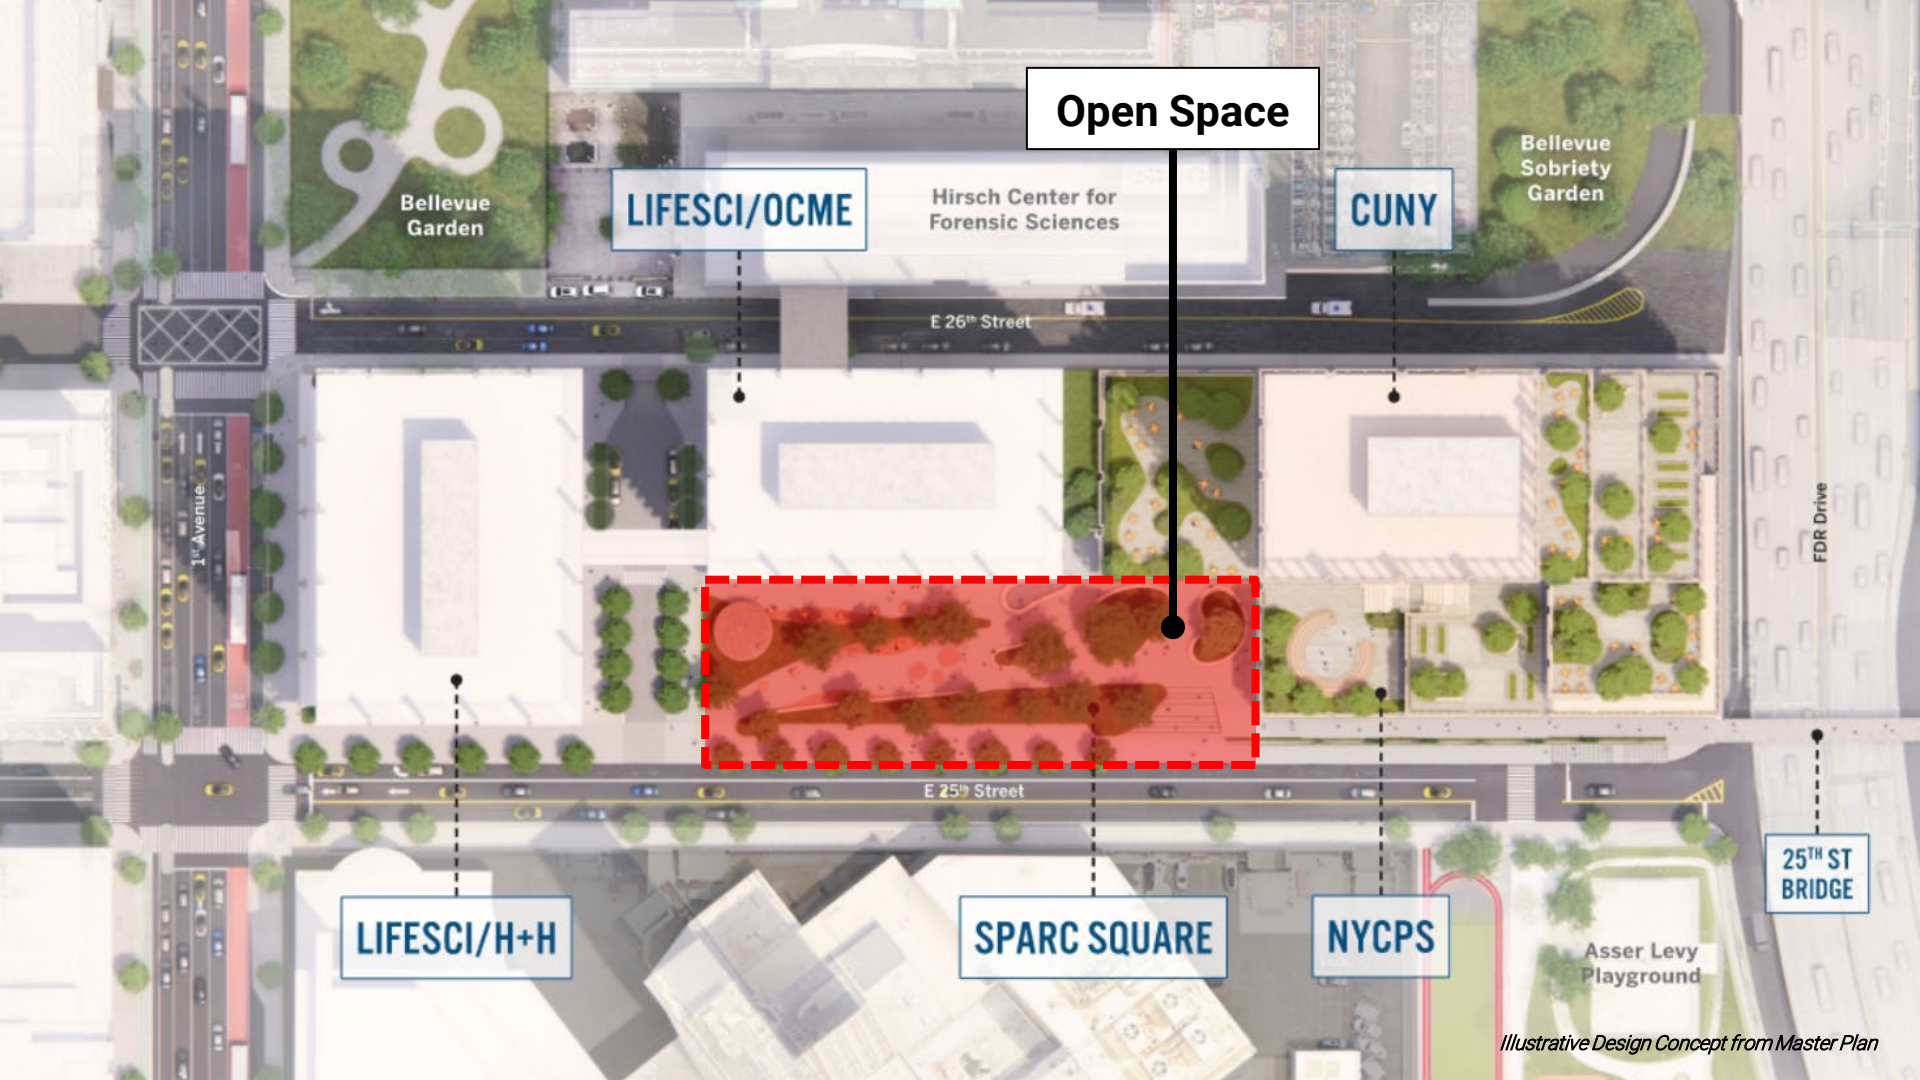 Open Space
Bellevue
Sobriety
Garden
Bellevue
Garden
LIFESCI/OCME
Hirsch Center for
Forensic Sciences
CUNY
E 26th Street
1st Avenue
FDR Drive
E 25th Street
25TH ST
BRIDGE
LIFESCI/H+H
SPARC SQUARE
NYCPS
Asser Levy
Playground
Illustrative Design Concept from Master Plan